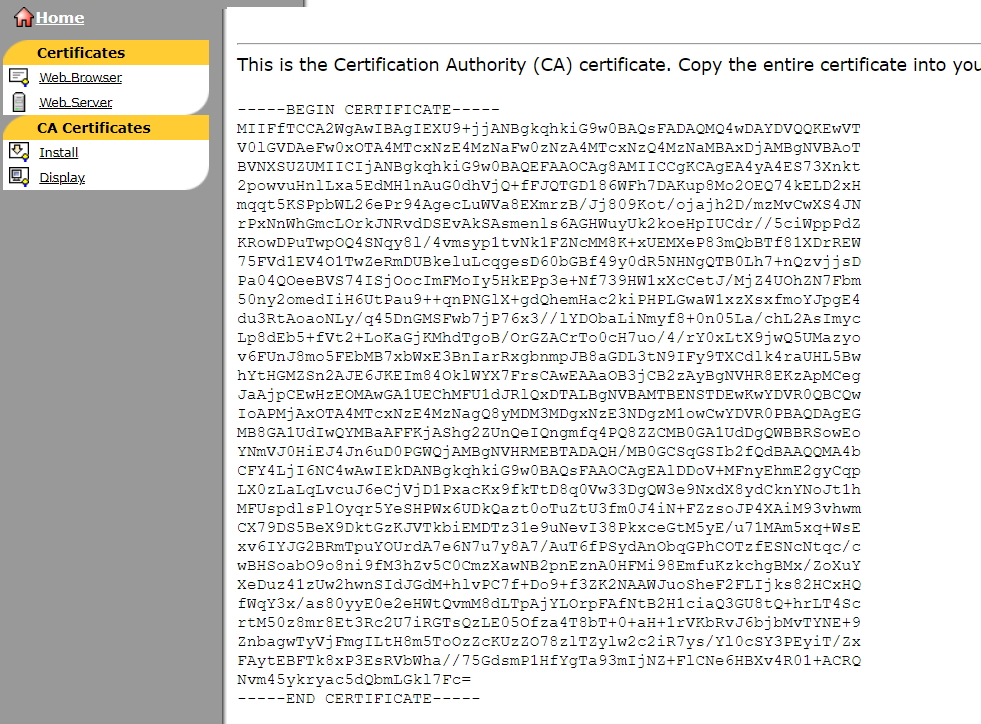 Home
Certificates
Web Browser
Web Server
CA Certificates
Install
Display
This is the Certification Authority (CA) certificate. Copy the entire certificate into you
-----BEGIN CERTIFICATE-----
MIIFfTCCA2WgAwIBAgIEXU9+jjANBgkqhkiG9w0BAQsFADAQMQ4wDAYDVQQKEwVT
V0lGVDAeFw0xOTA4MTcxNzE4MzNaFw0zNzA4MTcxNzQ4MzNaMBAxDjAMBgNVBAoT
BVNXSUZUMIICIjANBgkqhkiG9w0BAQEFAAOCAg8AMIICCgKCAgEA4yA4ES73Xnkt
2powvuHnlLxa5EdMHlnAuG0dhVjQ+fFJQTGD186WFh7DAKup8Mo2OEQ74kELD2xH
mqqt5KSPpbWL26ePr94AgecLuWVa8EXmrzB/Jj809Kot/ojajh2D/mzMvCwXS4JN
rPxNnWhGmcLOrkJNRvdDSEvAkSAsmenls6AGHWuyUk2koeHpIUCdr//5ciWppPdZ
KRowDPuTwpOQ4SNqy8l/4vmsyp1tvNk1FZNcMM8K+xUEMXeP83mQbBTf81XDrREW
75FVd1EV4O1TwZeRmDUBkeluLcqgesD60bGBf49y0dR5NHNgQTB0Lh7+nQzvjjsD
Pa04QOeeBVS74ISjOocImFMoIy5HkEPp3e+Nf739HW1xXcCetJ/MjZ4UOhZN7Fbm
50ny2omedIiH6UtPau9++qnPNGlX+gdQhemHac2kiPHPLGwaW1xzXsxfmoYJpgE4
du3RtAoaoNLy/q45DnGMSFwb7jP76x3//lYDObaLiNmyf8+0n05La/chL2AsImyc
Lp8dEb5+fVt2+LoKaGjKMhdTgoB/OrGZACrTo0cH7uo/4/rY0xLtX9jwQ5UMazyo
v6FUnJ8mo5FEbMB7xbWxE3BnIarRxgbnmpJB8aGDL3tN9IFy9TXCdlk4raUHL5Bw
hYtHGMZSn2AJE6JKEIm84OklWYX7FrsCAwEAAaOB3jCB2zAyBgNVHR8EKzApMCeg
JaAjpCEwHzEOMAwGA1UEChMFU1dJRlQxDTALBgNVBAMTBENSTDEwKwYDVR0QBCQw
IoAPMjAxOTA4MTcxNzE4MzNagQ8yMDM3MDgxNzE3NDgzM1owCwYDVR0PBAQDAgEG
MB8GA1UdIwQYMBaAFFKjAShg2ZUnQeIQngmfq4PQ8ZZCMB0GA1UdDgQWBBRSowEo
YNmVJ0HiEJ4Jn6uD0PGWQjAMBgNVHRMEBTADAQH/MB0GCSqGSIb2fQdBAAQQMA4b
CFY4LjI6NC4wAwIEkDANBgkqhkiG9w0BAQsFAAOCAgEAlDDoV+MFnyEhmE2gyCqp
LX0zLaLqLvcuJ6eCjVjD1PxacKx9fkTtD8q0Vw33DgQW3e9NxdX8ydCknYNoJt1h
MFUspdlsPlOyqr5YeSHPWx6UDkQazt0oTuZtU3fm0J4iN+FZzsoJP4XAiM93vhwm
CX79DS5BeX9DktGzKJVTkbiEMDTz31e9uNevI38PkxceGtM5yE/u71MAm5xq+WsE
xv6IYJG2BRmTpuYOUrdA7e6N7u7y8A7/AuT6fPSydAnObqGPhCOTzfESNcNtqc/c
wBHSoabO9o8ni9fM3hZv5C0CmzXawNB2pnEznA0HFMi98EmfuKzkchgBMx/ZoXuY
XeDuz41zUw2hwnSIdJGdM+hlvPC7f+Do9+f3ZK2NAAWJuoSheF2FLIjks82HCxHQ
fWqY3x/as80yyE0e2eHWtQvmM8dLTpAjYLOrpFAfNtB2H1ciaQ3GU8tQ+hrLT4Sc
rtM50z8mr8Et3Rc2U7iRGTsQzLE05Ofza4T8bT+0+aH+1rVKbRvJ6bjbMvTYNE+9
ZnbagwTyVjFmgILtH8m5ToOzZcKUzZO78zlTZylw2c2iR7ys/Yl0cSY3PEyiT/Zx
FAytEBFTk8xP3EsRVbWha//75GdsmP1HfYgTa93mIjNZ+FlCNe6HBXv4R01+ACRQ
Nvm45ykryac5dQbmLGkl7Fc=
-----END CERTIFICATE-----